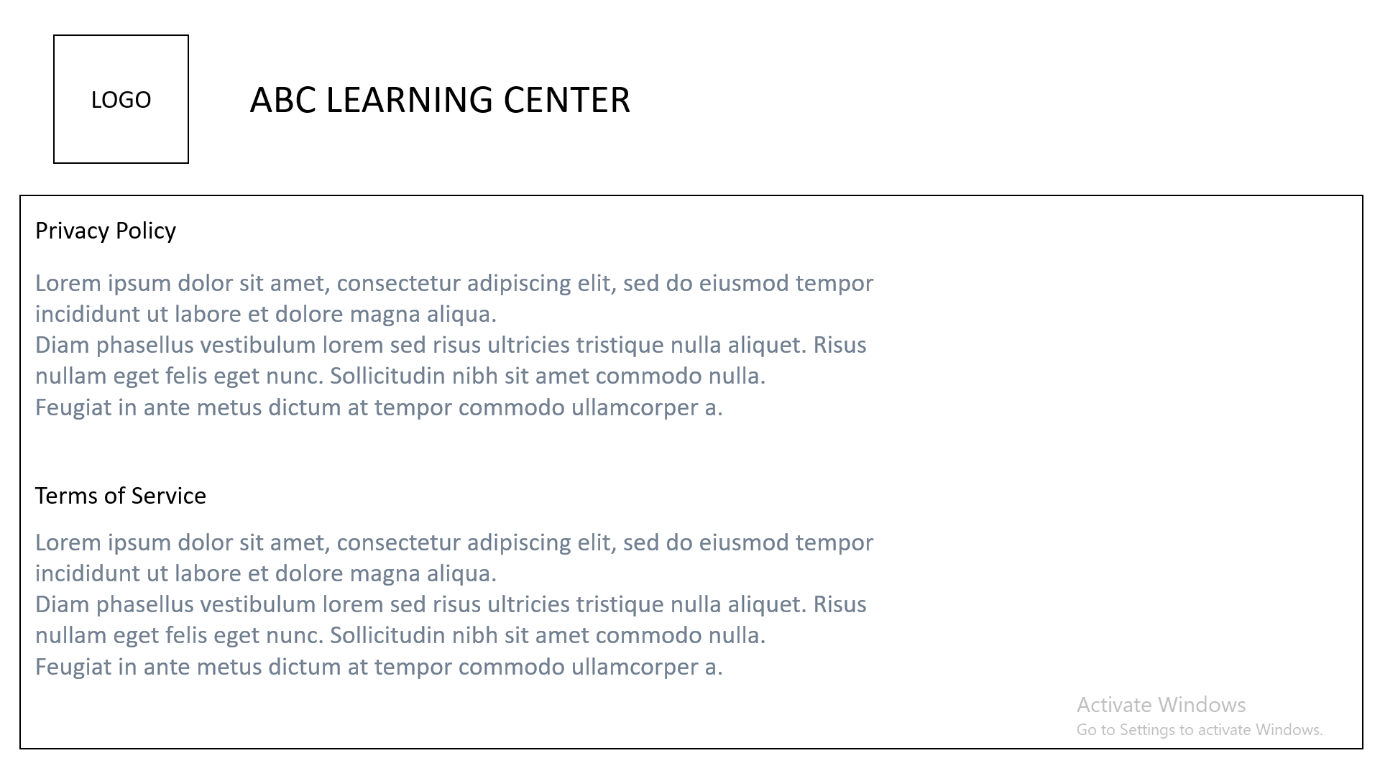 LOGO
ABC LEARNING CENTER
Privacy Policy
Lorem ipsum dolor sit amet, consectetur adipiscing elit, sed do eiusmod tempor
incididunt ut labore et dolore magna aliqua.
Diam phasellus vestibulum lorem sed risus ultricies tristique nulla aliquet. Risus
nullam eget felis eget nunc. Sollicitudin nibh sit amet commodo nulla.
Feugiat in ante metus dictum at tempor commodo ullamcorper a.
Terms of Service
Lorem ipsum dolor sit amet, consectetur adipiscing elit, sed do eiusmod tempor
incididunt ut labore et dolore magna aliqua.
Diam phasellus vestibulum lorem sed risus ultricies tristique nulla aliquet. Risus
nullam eget felis eget nunc. Sollicitudin nibh sit amet commodo nulla.
Feugiat in ante metus dictum at tempor commodo ullamcorper a.
Activate Windows
Go to Settings to activate Windows.